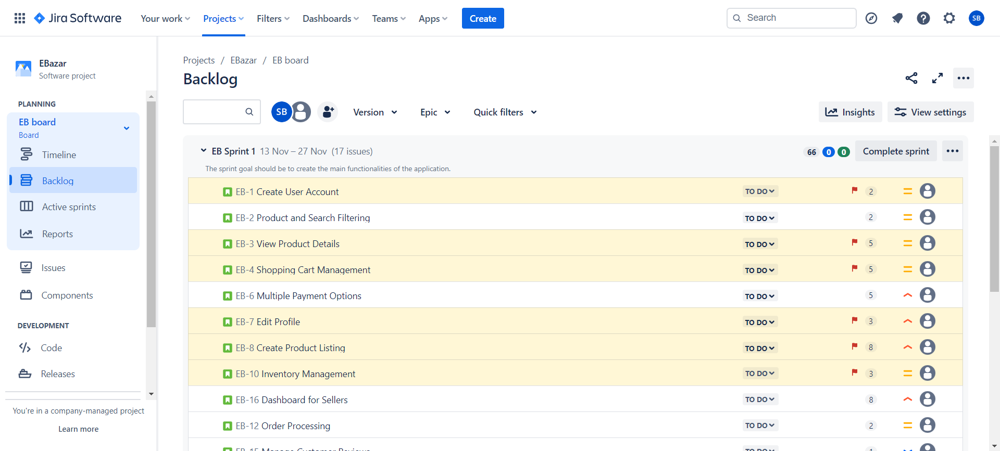 Jira Software Your work Projects Filters Dashboards Teams Apps Create Search SB
EBazar
Software project
PLANNING
EB board
Board
Timeline
Backlog
Active sprints
Reports
Issues
Components
DEVELOPMENT
Code
Releases
You're in a company-managed project
Learn more
Projects / EBazar / EB board
Backlog
SB Version Epic Quick filters Insights View settings
EB Sprint 1 13 Nov – 27 Nov (17 issues) 66 0 0 Complete sprint
The sprint goal should be to create the main functionalities of the application.
EB-1 Create User Account TO DO 2
EB-2 Product and Search Filtering TO DO 2
EB-3 View Product Details TO DO 5
EB-4 Shopping Cart Management TO DO 5
EB-6 Multiple Payment Options TO DO 5
EB-7 Edit Profile TO DO 3
EB-8 Create Product Listing TO DO 8
EB-10 Inventory Management TO DO 3
EB-16 Dashboard for Sellers TO DO 8
EB-12 Order Processing TO DO 2
EB-15 Manage Customer Reviews TO DO 1